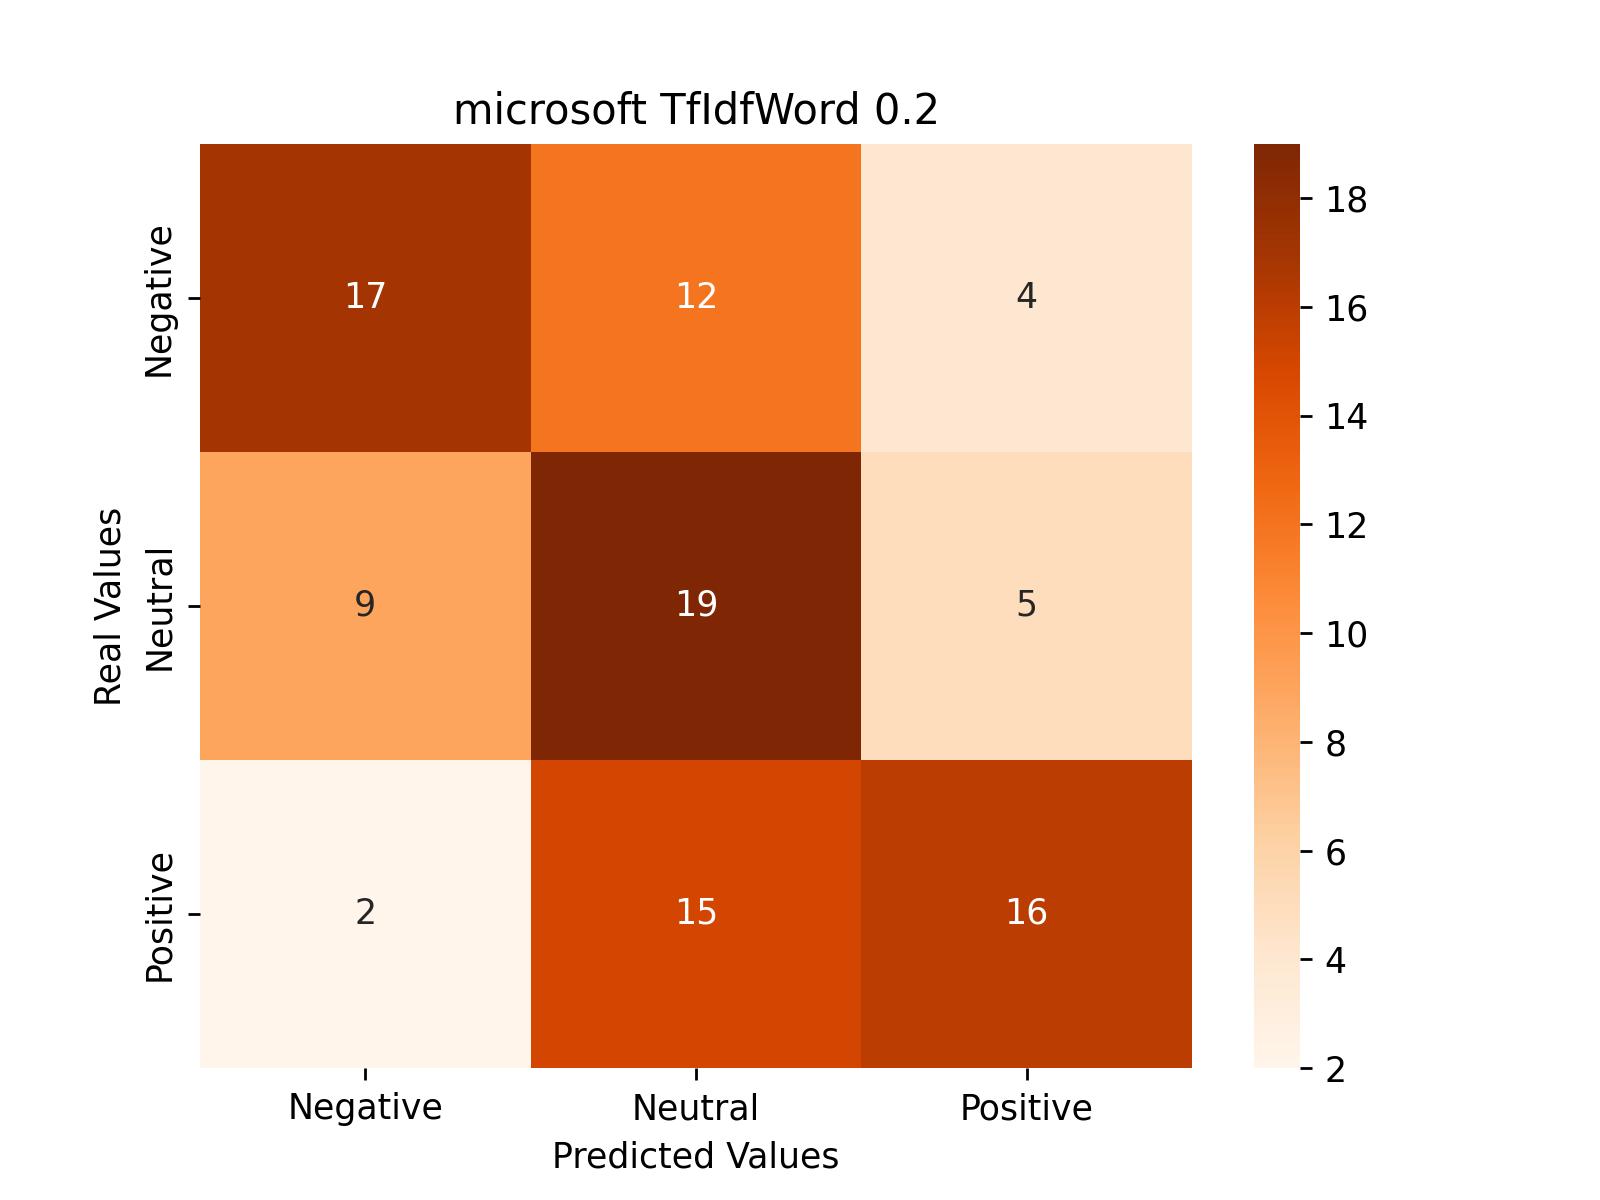 microsoft TfIdfWord 0.2
Real Values
Negative
17 12 4
Neutral
9 19 5
Positive
2 15 16
Negative Neutral Positive
Predicted Values
18
16
14
12
10
8
6
4
2